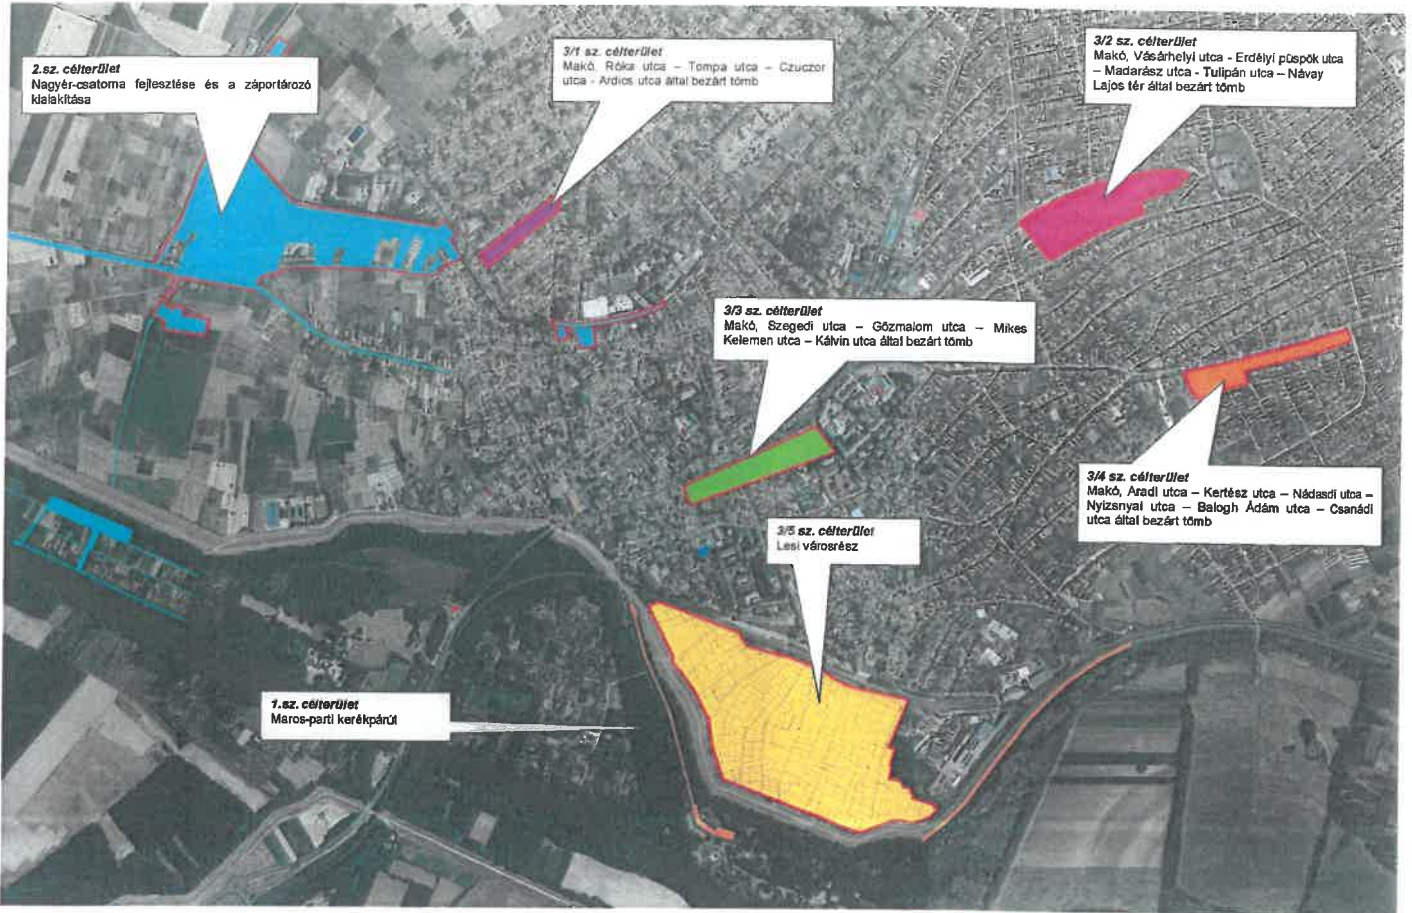 2.sz. célterület
Nagyér-csatorna fejlesztése és a záportározó
kialakítása
3/1 sz. célterület
Makó, Róka utca – Tompa utca – Czuczor
utca - Ardics utca által bezárt tömb
3/2 sz. célterület
Makó, Vásárhelyi utca - Erdélyi püspök utca
– Madarász utca - Tulipán utca – Návay
Lajos tér által bezárt tömb
3/3 sz. célterület
Makó, Szegedi utca – Gőzmalom utca – Mikes
Kelemen utca – Kálvin utca által bezárt tömb
3/4 sz. célterület
Makó, Aradi utca – Kertész utca – Nádasdi utca –
Nyizsnyai utca – Balogh Ádám utca – Csanádi
utca által bezárt tömb
3/5 sz. célterület
Lesi városrész
1.sz. célterület
Maros-parti kerékpárút